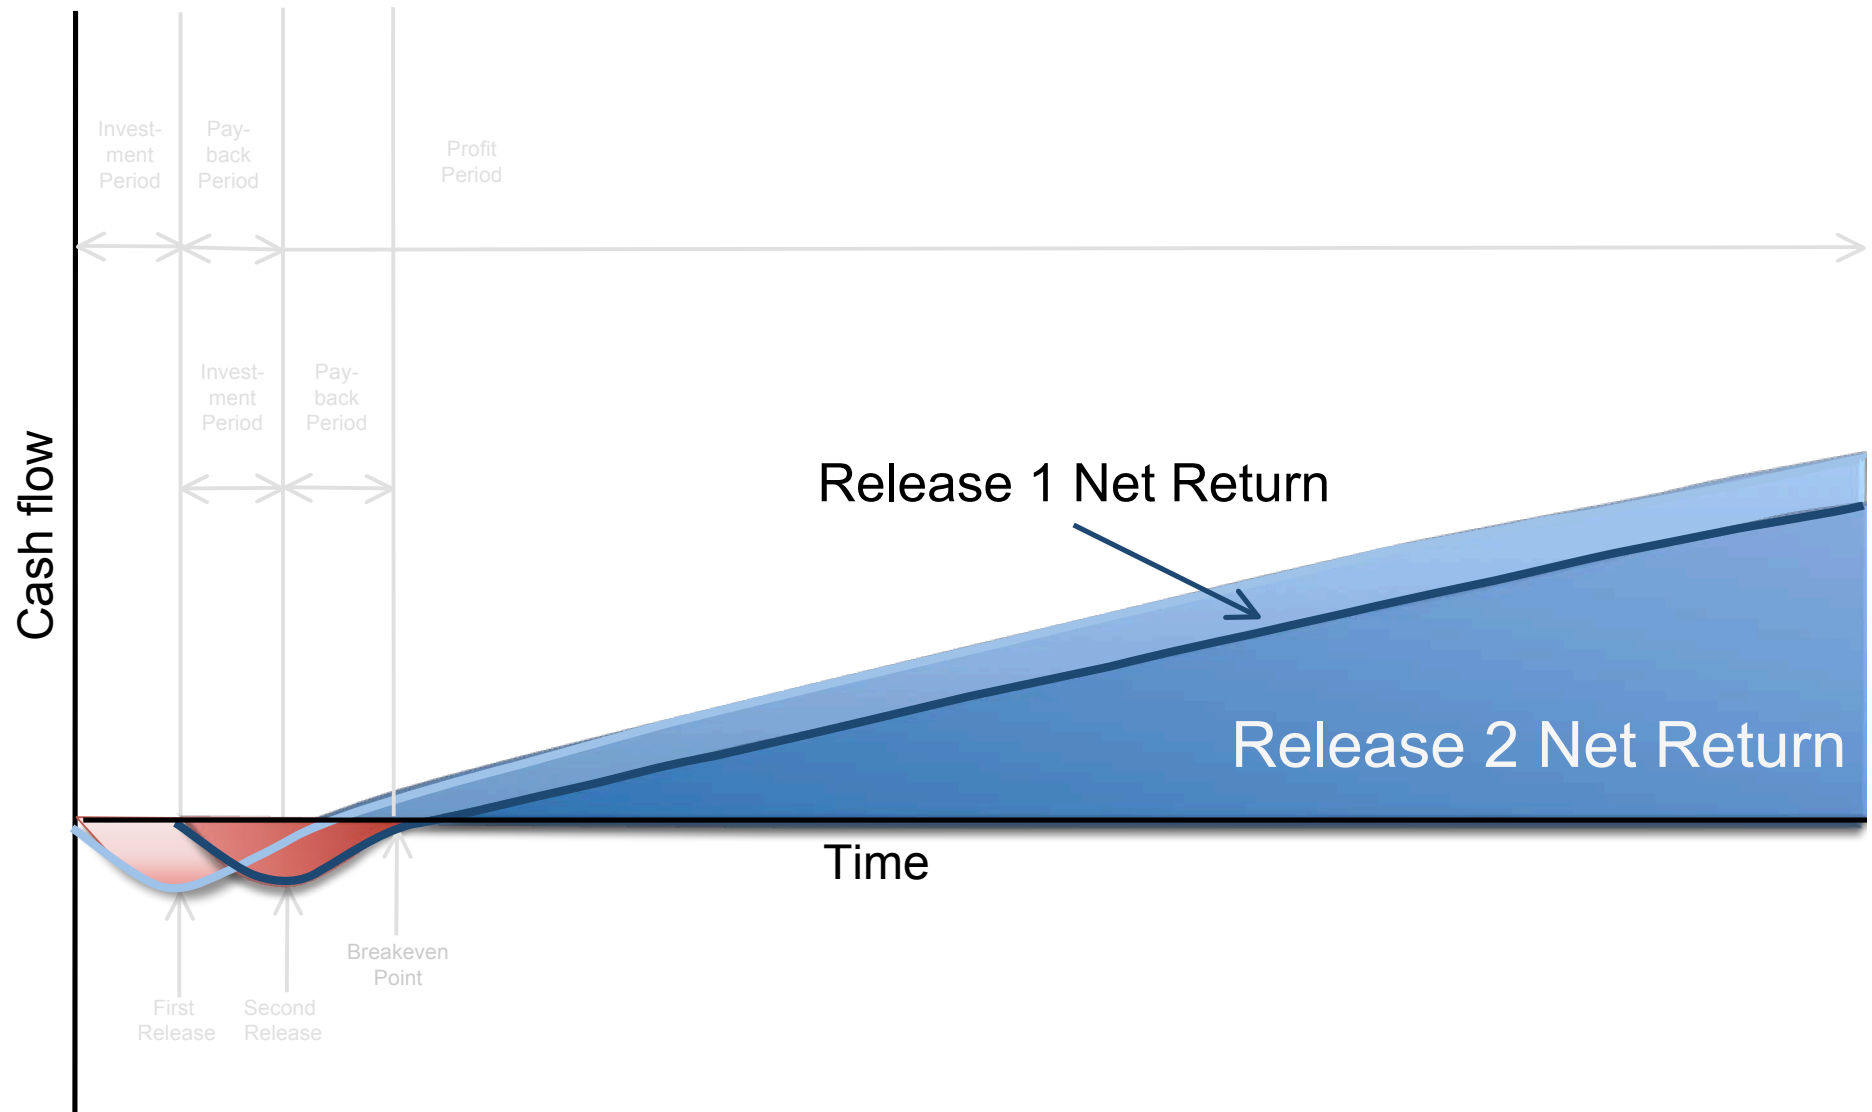 Invest-
ment
Period
Pay-
back
Period
Profit
Period
Invest-
ment
Period
Pay-
back
Period
Cash flow
Release 1 Net Return
Release 2 Net Return
Time
Breakeven
Point
First
Release
Second
Release